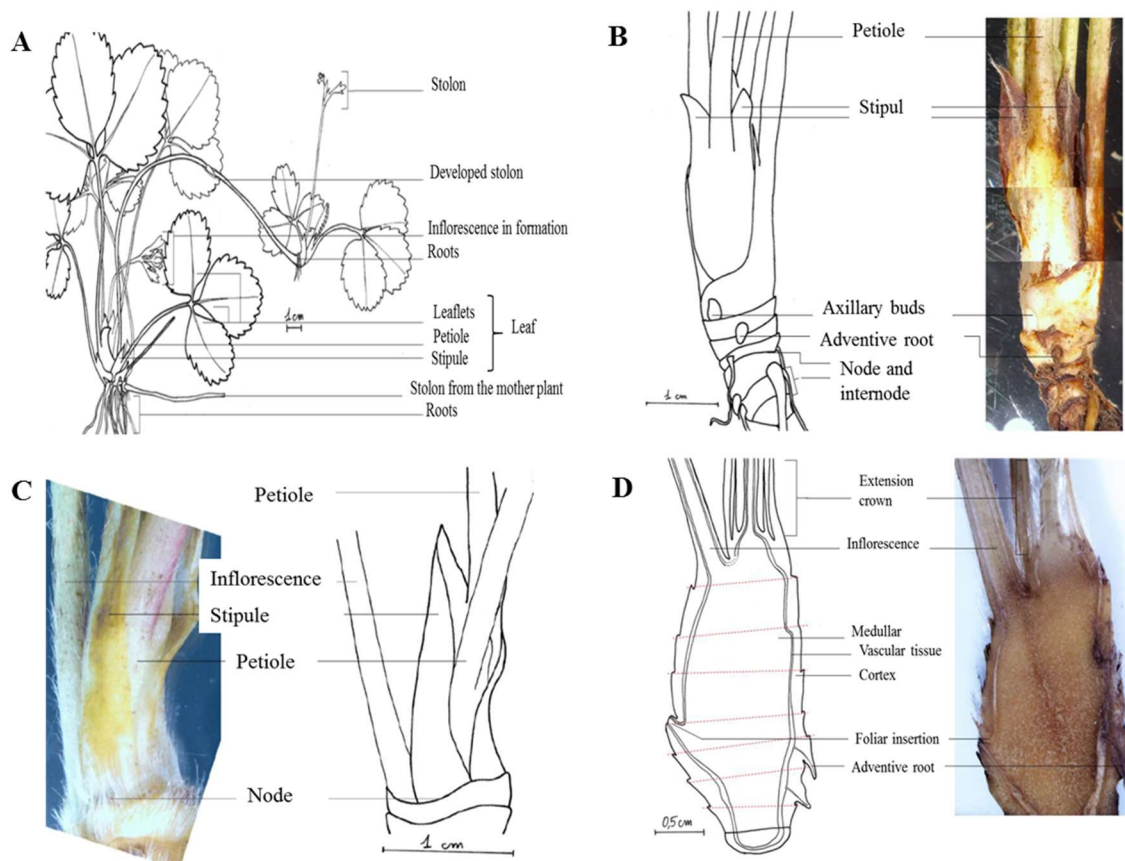 A
Stolon
Developed stolon
Inflorescence in formation
Roots
Leaflets
Petiole
Stipule
Leaf
1cm
Stolon from the mother plant
Roots
B
Petiole
Stipul
Axillary buds
Adventive root
Node and
internode
1 cm
C
Petiole
Inflorescence
Stipule
Petiole
Node
1 cm
D
Extension
crown
Inflorescence
Medullar
Vascular tissue
Cortex
Foliar insertion
Adventive root
0,5cm